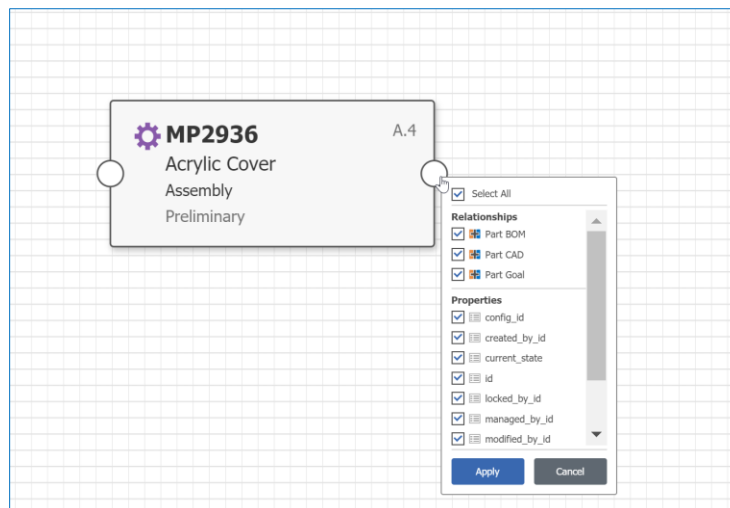 MP2936
A.4
Acrylic Cover
Assembly
Preliminary
Select All
Relationships
Part BOM
Part CAD
Part Goal
Properties
config_id
created_by_id
current_state
id
locked_by_id
managed_by_id
modified_by_id
Apply
Cancel